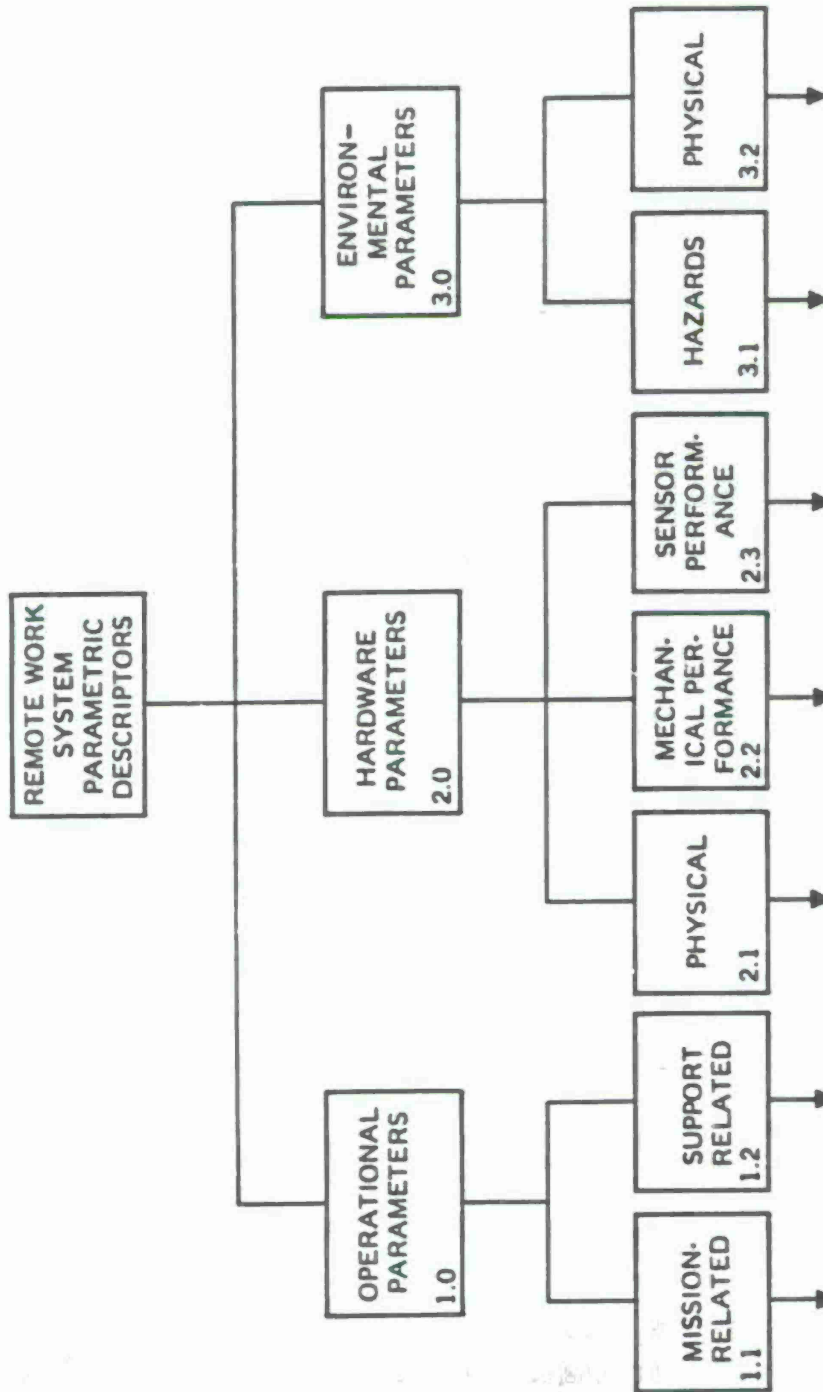 REMOTE WORK
SYSTEM
PARAMETRIC
DESCRIPTORS
OPERATIONAL
PARAMETERS
1.0
HARDWARE
PARAMETERS
2.0
ENVIRON-
MENTAL
PARAMETERS
3.0
MISSION-
RELATED
1.1
SUPPORT
RELATED
1.2
PHYSICAL
2.1
MECHAN-
ICAL PER-
FORMANCE
2.2
SENSOR
PERFORM-
ANCE
2.3
HAZARDS
3.1
PHYSICAL
3.2